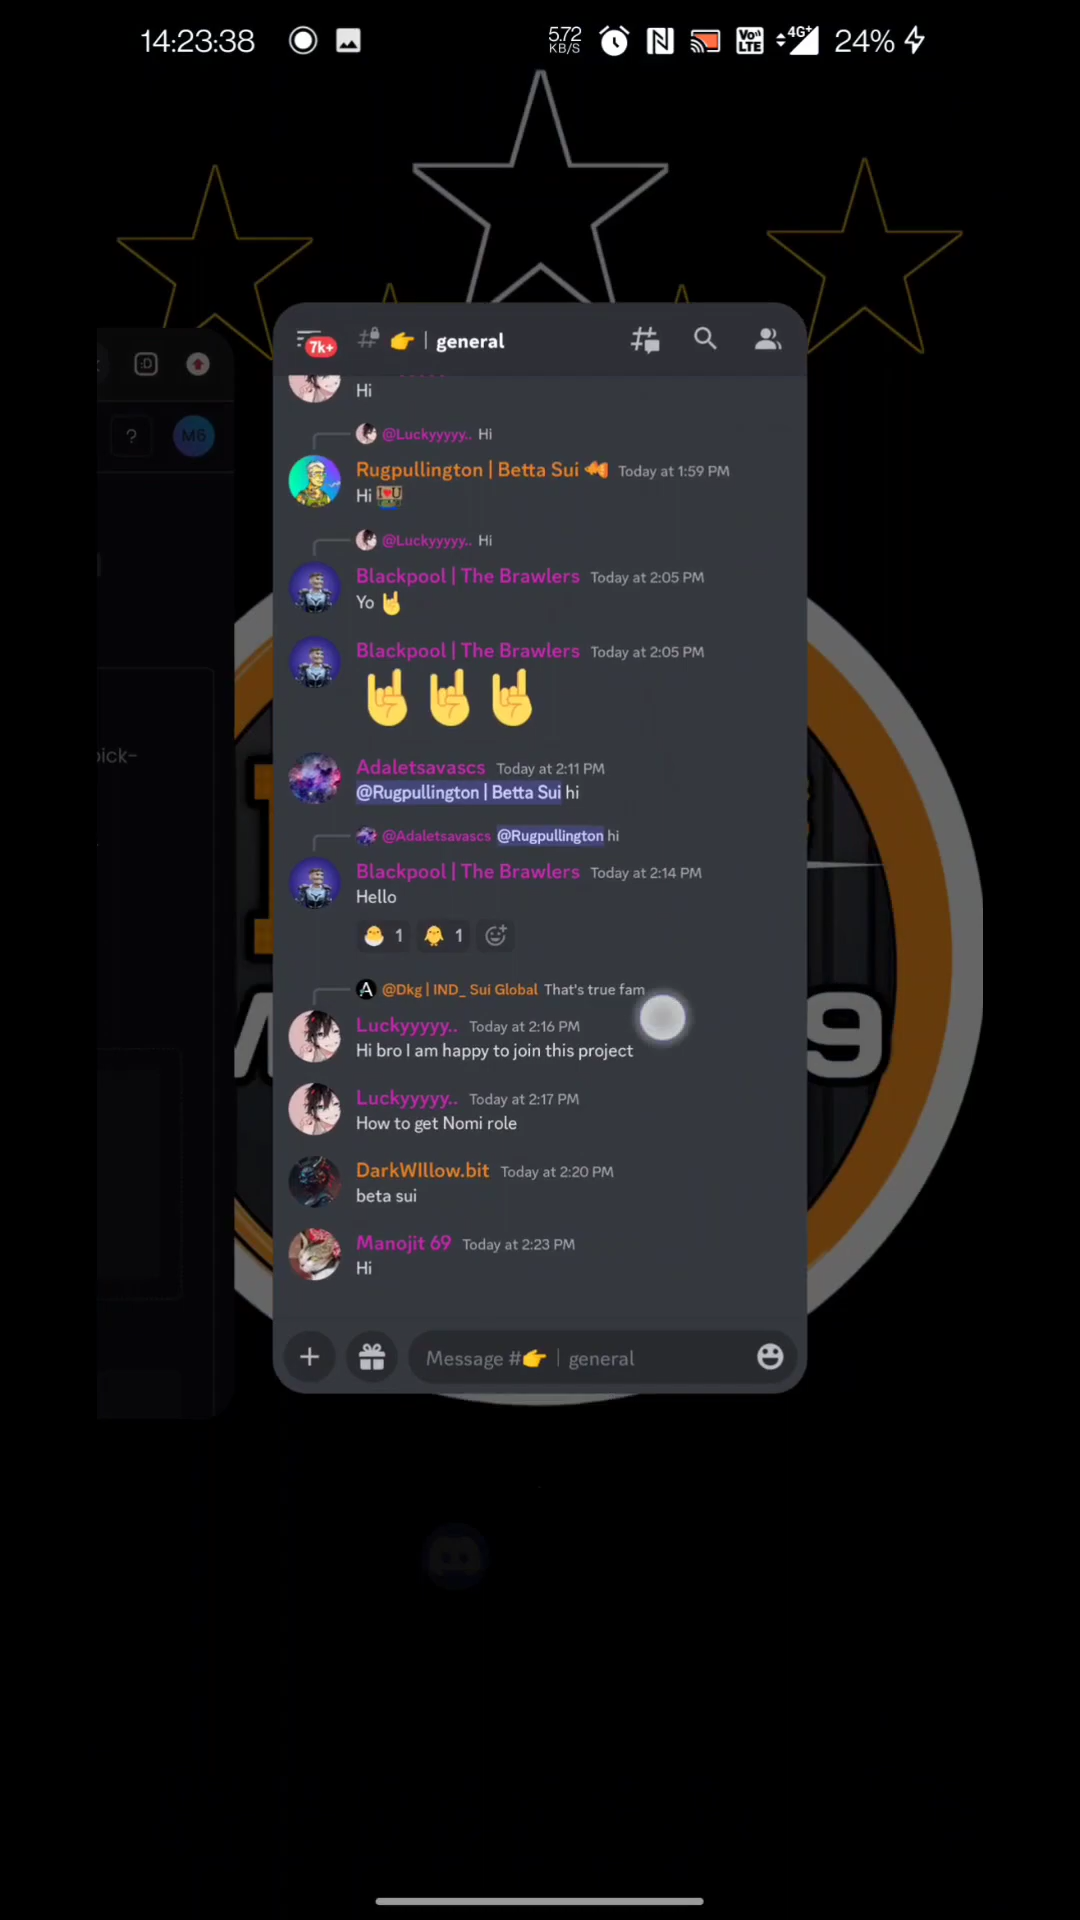 14:23:38 5.72 KB/S Vo)) LTE 4G+ 24%
7k+ general
:D
Hi
? M6
@Luckyyyyy.. Hi
Rugpullington | Betta Sui Today at 1:59 PM
Hi I ♥ U
@Luckyyyyy.. Hi
Blackpool | The Brawlers Today at 2:05 PM
Yo
Blackpool | The Brawlers Today at 2:05 PM
pick-
Adaletsavascs Today at 2:11 PM
@Rugpullington | Betta Sui hi
@Adaletsavascs @Rugpullington hi
Blackpool | The Brawlers Today at 2:14 PM
Hello
1 1
@Dkg | IND_ Sui Global That's true fam
Luckyyyyy.. Today at 2:16 PM
Hi bro I am happy to join this project
9
Luckyyyyy.. Today at 2:17 PM
How to get Nomi role
DarkWIllow.bit Today at 2:20 PM
beta sui
Manojit 69 Today at 2:23 PM
Hi
Message # general